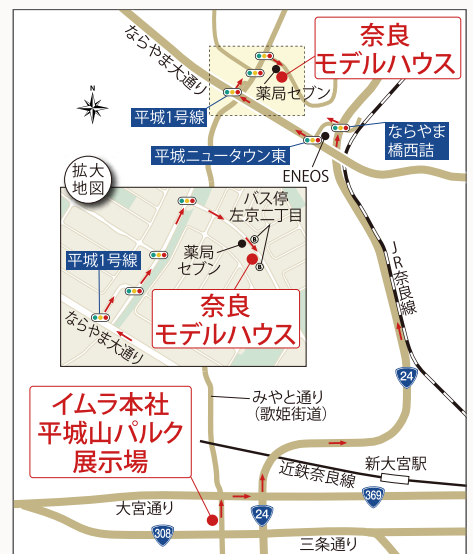 ならやま大通り
奈良
モデルハウス
薬局セブン
N
平城1号線
平城ニュータウン東
ならやま
橋西詰
ENEOS
拡大
地図
バス停
左京二丁目
B
薬局
セブン
B
平城1号線
奈良
モデルハウス
ならやま大通り
JR奈良線
24
イムラ本社
平城山パルク
展示場
みやと通り
(歌姫街道)
近鉄奈良線
新大宮駅
369
大宮通り
24
308
三条通り